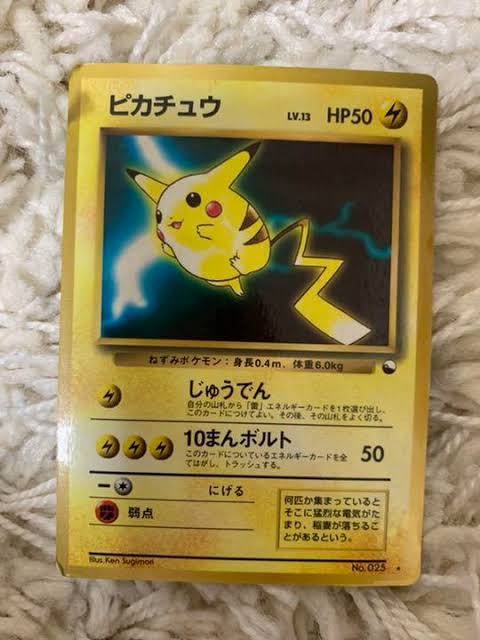 ピカチュウ LV.13 HP50
ねずみポケモン：身長0.4m、体重6.0kg
じゅうでん
自分の山札から「雷」エネルギーカードを1枚選び出し、
このカードにつけてよい。その後、その山札をよく切る。
10まんボルト 50
このカードについているエネルギーカードを全
てはがし、トラッシュする。
にげる
弱点
何匹か集まっていると
そこに猛烈な電気がた
まり、稲妻が落ちるこ
とがあるという。
Illus.Ken Sugimori No. 025